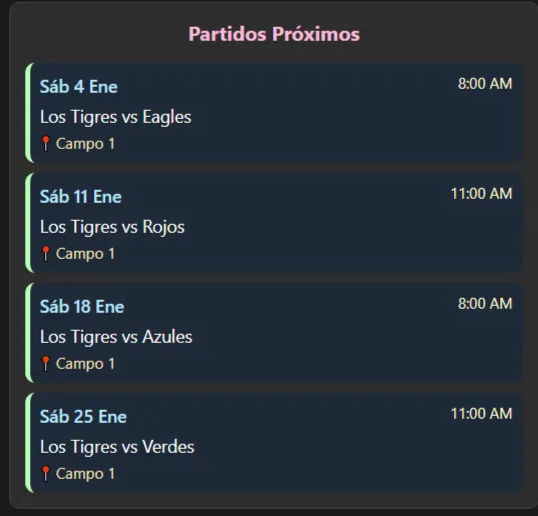 Partidos Próximos
Sáb 4 Ene 8:00 AM
Los Tigres vs Eagles
📍 Campo 1
Sáb 11 Ene 11:00 AM
Los Tigres vs Rojos
📍 Campo 1
Sáb 18 Ene 8:00 AM
Los Tigres vs Azules
📍 Campo 1
Sáb 25 Ene 11:00 AM
Los Tigres vs Verdes
📍 Campo 1